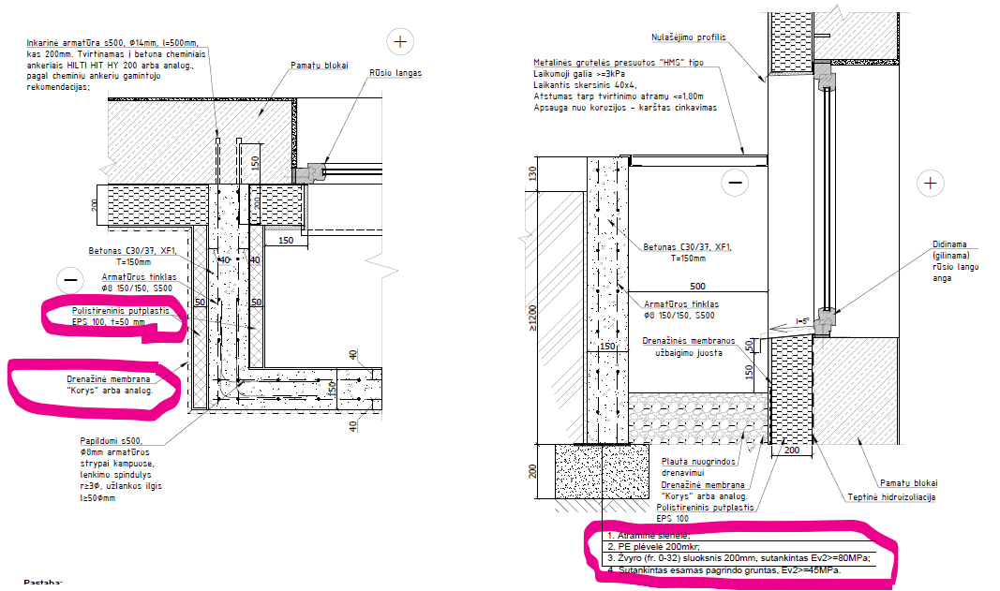 Inkarinė armatūra s500, Ø14mm, l=500mm,
kas 200mm. Tvirtinamas į betona cheminiais
ankeriais HILTI HIT HY 200 arba analog.,
pagal cheminių ankerių gamintojo
rekomendacijas;
Pamatų blokai
Rūsio langas
+
150
200
200
150
Betonas C30/37, XF1,
T=150mm
40
40
Armatūros tinklas
Ø8 150/150, S500
−
50
50
Polistireninis putplastis
EPS 100, t=50 mm
Drenažinė membrana
"Korys" arba analog.
40
150
40
Papildomi s500,
Ø8mm armatūros
strypai kampuose,
lenkimo spindulys
r≥3Ø, užlankos ilgis
l≥50Ømm
Pastaba:
Nulašėjimo profilis
Metalinės grotelės presuotos "HMS" tipo
Laikomoji galia >=3kPa
Laikantis skersinis 40x4,
Atstumas tarp tvirtinimo atramų <=1,80m
Apsauga nuo korozijos - karštas cinkavimas
130
−
+
Betonas C30/37, XF1,
T=150mm
Didinama
(gilinama)
rūsio lango
anga
500
Armatūros tinklas
Ø8 150/150, S500
≥1200
i=5°
Drenažinės membranos
užbaigimo juosta
150
50
150
200
200
Plauta nuogrindos
drenavimui
Drenažinė membrana
"Korys" arba analog.
Polistireninis putplastis
EPS 100
Pamatų blokai
Teptinė hidroizoliacija
1. Atraminė sienelė;
2. PE plėvelė 200mkr;
3. Žvyro (fr. 0-32) sluoksnis 200mm, sutankintas Ev2>=80MPa;
4. Sutankintas esamas pagrindo gruntas, Ev2>=45MPa.